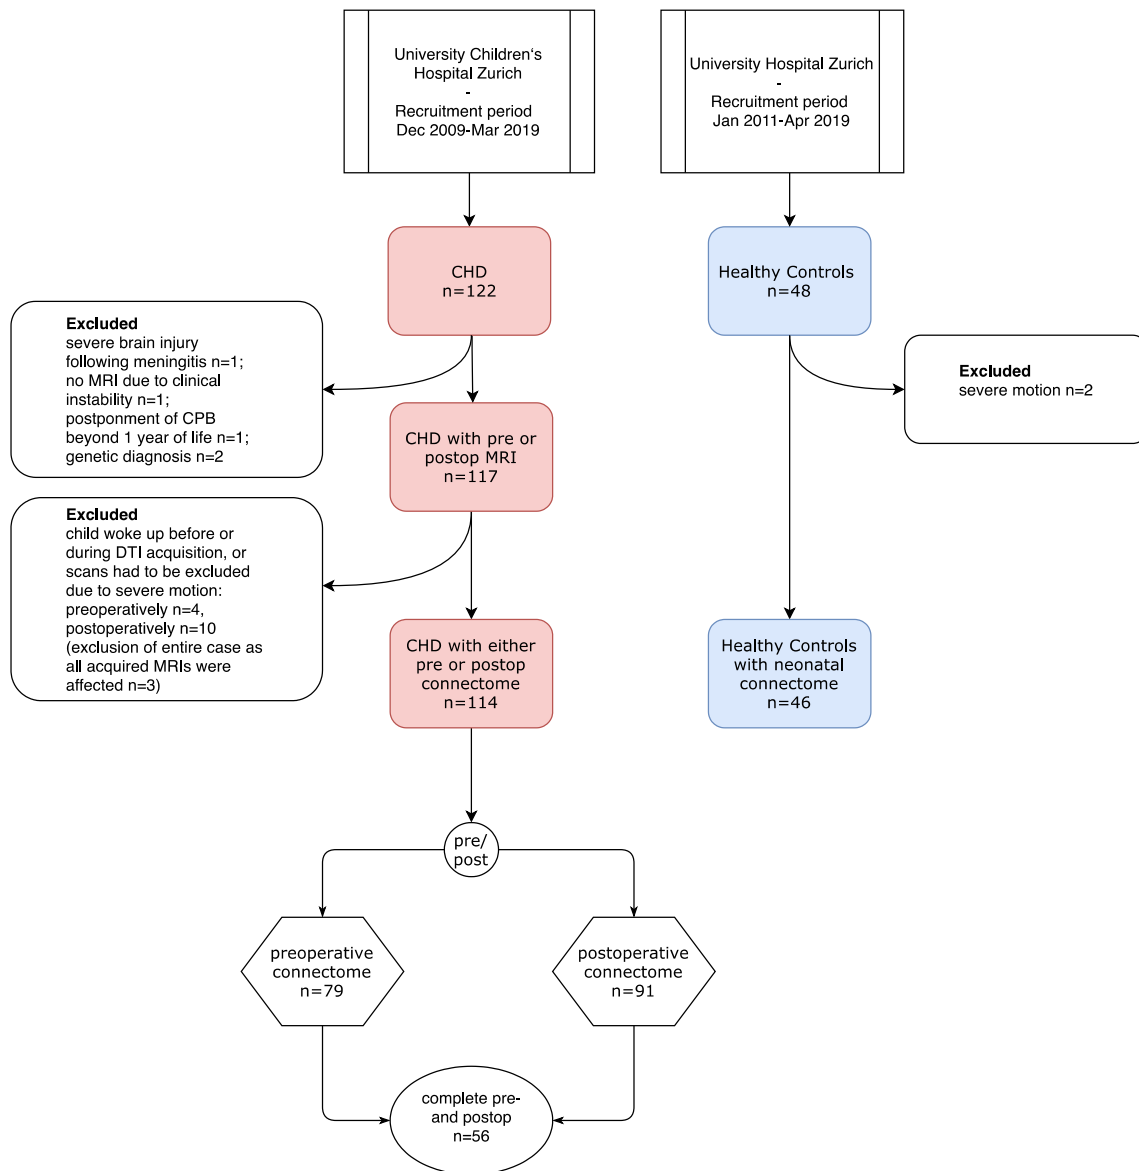 University Children‘s
Hospital Zurich
-
Recruitment period
Dec 2009-Mar 2019
University Hospital Zurich
-
Recruitment period
Jan 2011-Apr 2019
CHD
n=122
Healthy Controls
n=48
Excluded
severe brain injury
following meningitis n=1;
no MRI due to clinical
instability n=1;
postponment of CPB
beyond 1 year of life n=1;
genetic diagnosis n=2
Excluded
severe motion n=2
CHD with pre or
postop MRI
n=117
Excluded
child woke up before or
during DTI acquisition, or
scans had to be excluded
due to severe motion:
preoperatively n=4,
postoperatively n=10
(exclusion of entire case as
all acquired MRIs were
affected n=3)
CHD with either
pre or postop
connectome
n=114
Healthy Controls
with neonatal
connectome
n=46
pre/
post
preoperative
connectome
n=79
postoperative
connectome
n=91
complete pre-
and postop
n=56